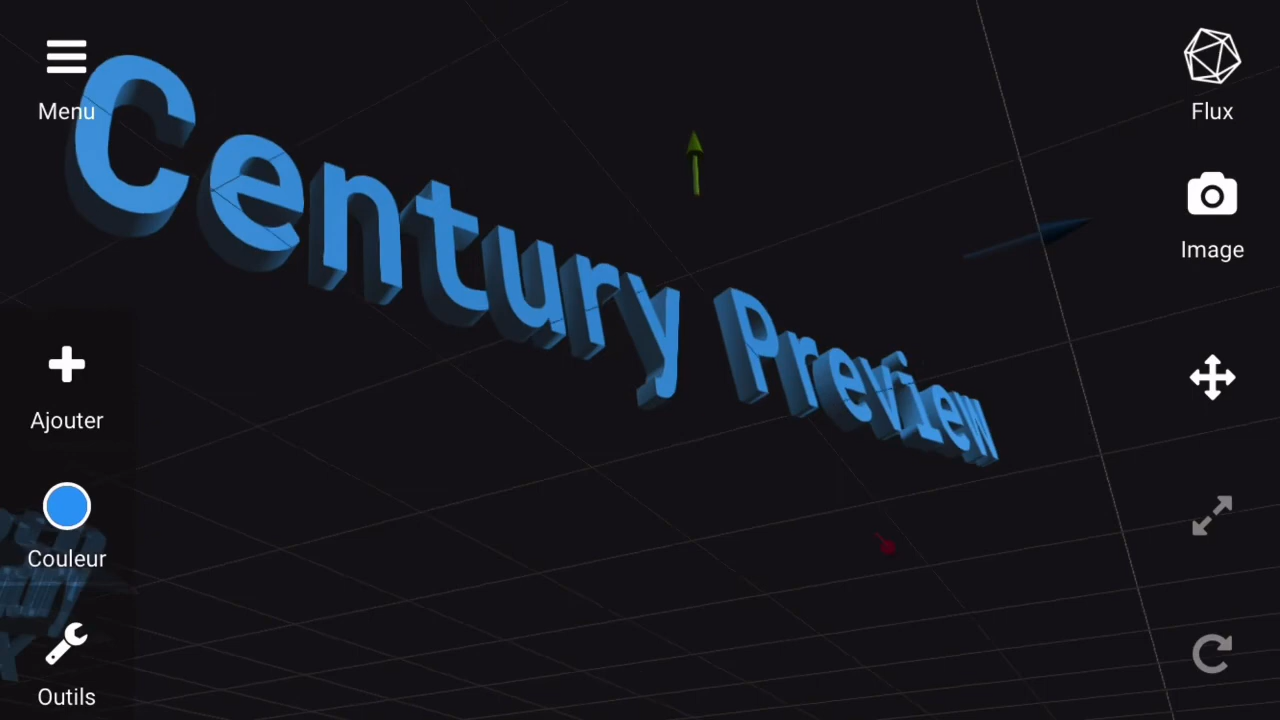 Menu
Century Preview
Flux
Image
Ajouter
Couleur
Outils